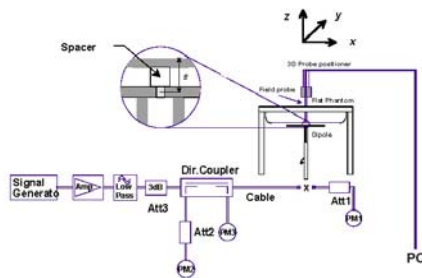 z
y
x
Spacer
s
3D Probe positioner
Field probe
Flat Phantom
Dipole
Signal
Generato
Amp
Low
Pass
3dB
Att3
Dir.Coupler
Cable
x
Att1
PM1
Att2
PM3
PM2
PC